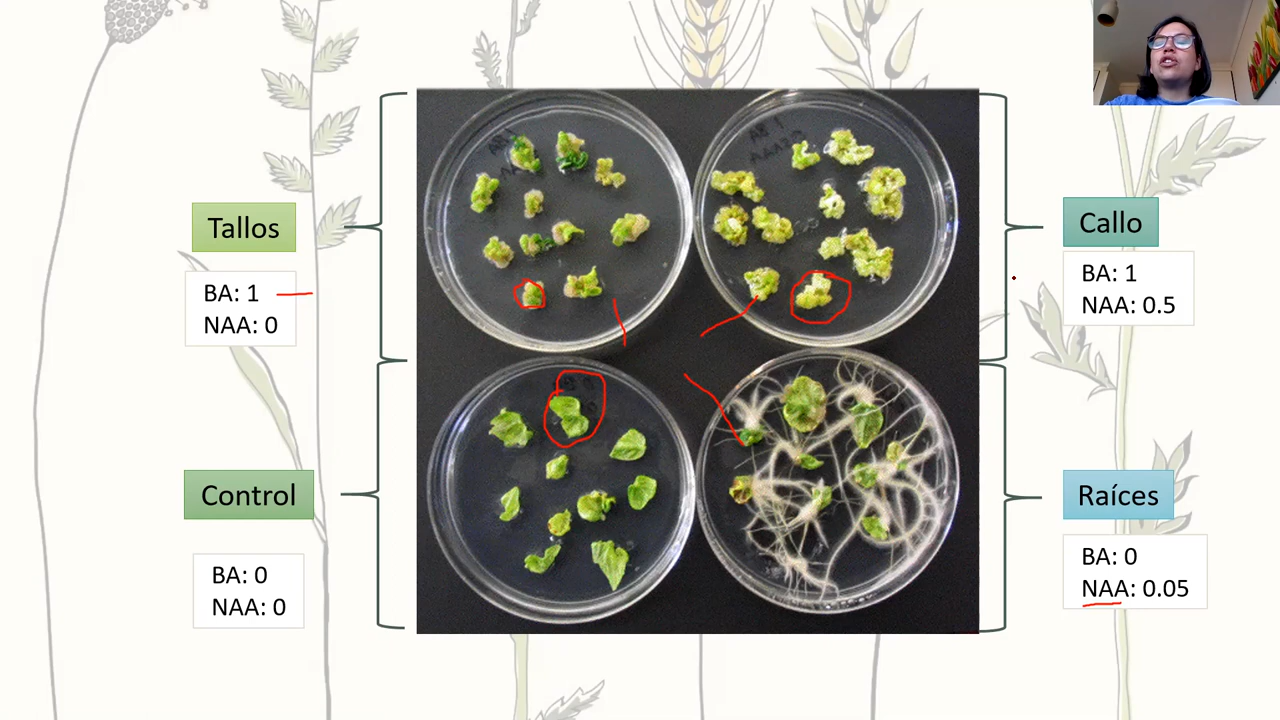 Tallos
BA: 1
NAA: 0
Callo
BA: 1
NAA: 0.5
Control
BA: 0
NAA: 0
Raíces
BA: 0
NAA: 0.05